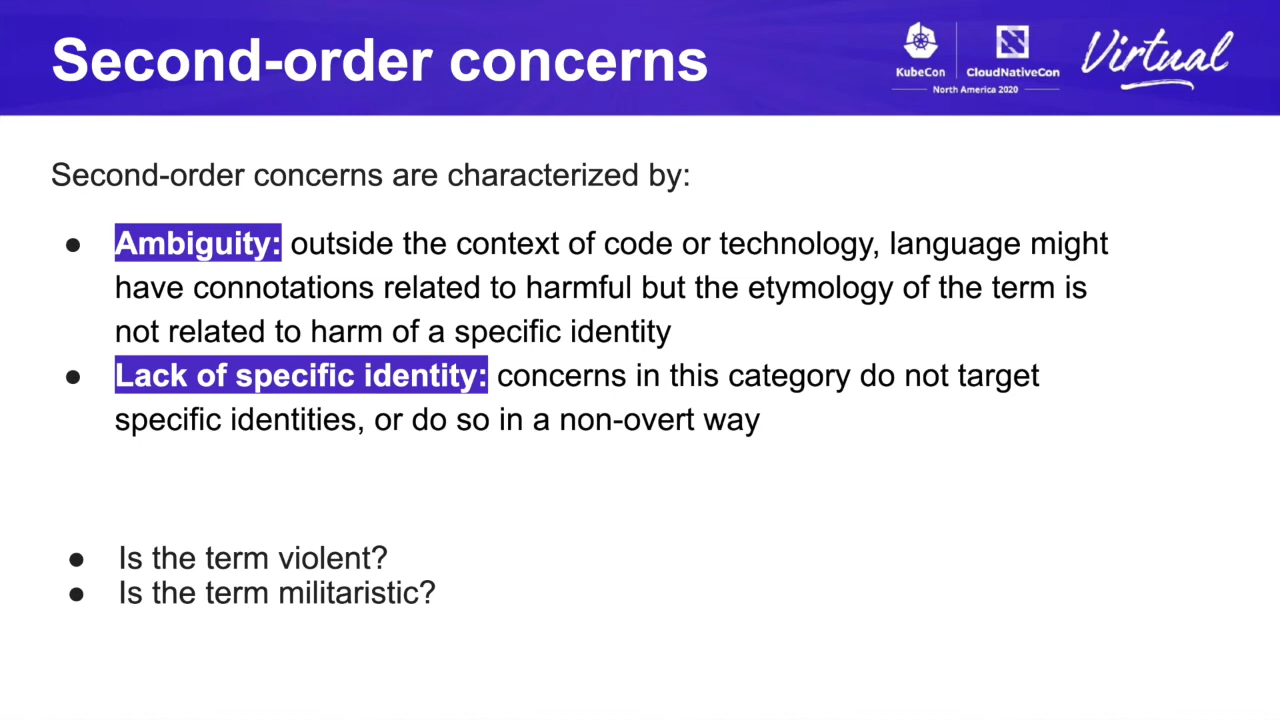 Second-order concerns
KubeCon
CloudNativeCon
North America 2020
Virtual
Second-order concerns are characterized by:
● Ambiguity: outside the context of code or technology, language might
have connotations related to harmful but the etymology of the term is
not related to harm of a specific identity
● Lack of specific identity: concerns in this category do not target
specific identities, or do so in a non-overt way
● Is the term violent?
● Is the term militaristic?